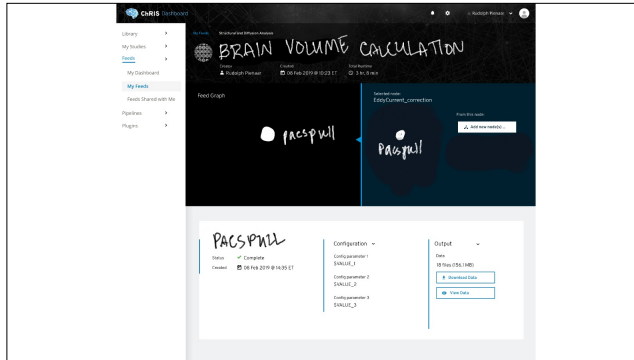 ChRIS Dashboard
Rudolph Pienaar
Library
My Studies
Feeds
My Dashboard
My Feeds
Feeds Shared with Me
Pipelines
Plugins
My Feeds
Structural and Diffusion Analysis
BRAIN VOLUME CALCULATION
Creator
Rudolph Pienaar
Created
06 Feb 2019 @ 10:23 ET
Total Runtime
3 hr, 8 min
Feed Graph
pacspull
Selected node:
EddyCurrent_correction
Pacspull
From this node:
Add new node(s)...
PACSPULL
Status
Complete
Created
06 Feb 2019 @ 14:35 ET
Configuration
Config parameter 1
$VALUE_1
Config parameter 2
$VALUE_2
Config parameter 3
$VALUE_3
Output
Data
18 files (156.1 MB)
Download Data
View Data